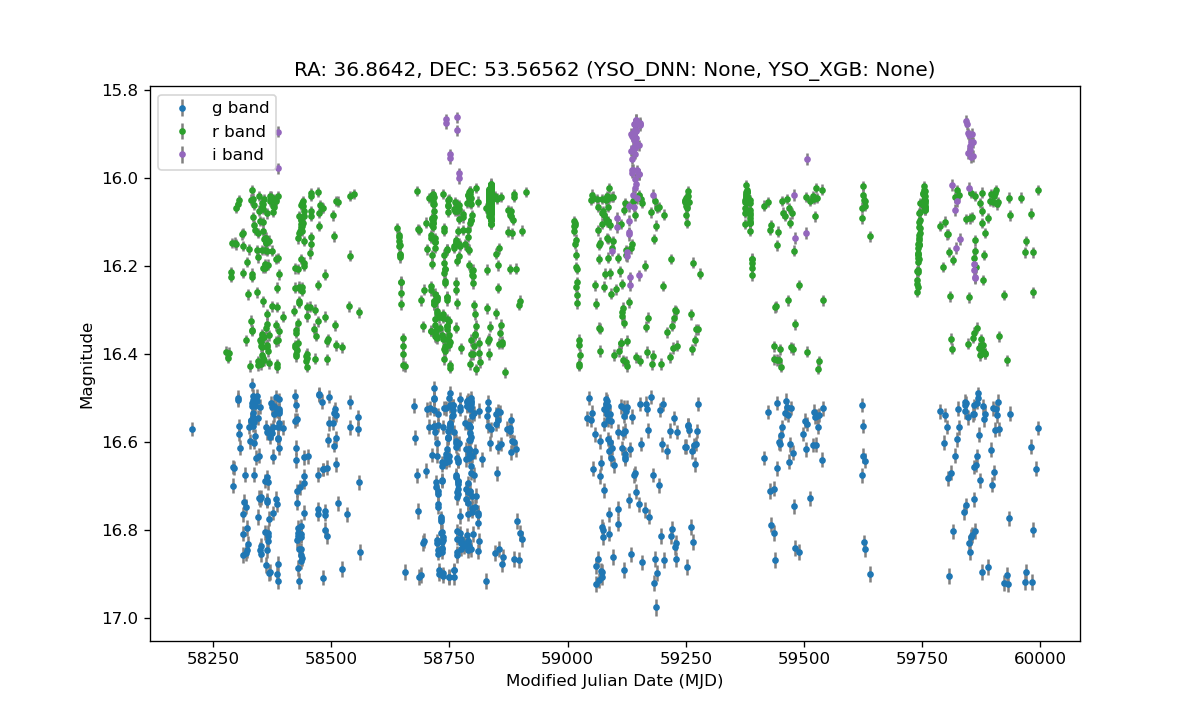 RA: 36.8642, DEC: 53.56562 (YSO_DNN: None, YSO_XGB: None)
g band
r band
i band
15.8
16.0
16.2
16.4
16.6
16.8
17.0
Magnitude
58250 58500 58750 59000 59250 59500 59750 60000
Modified Julian Date (MJD)